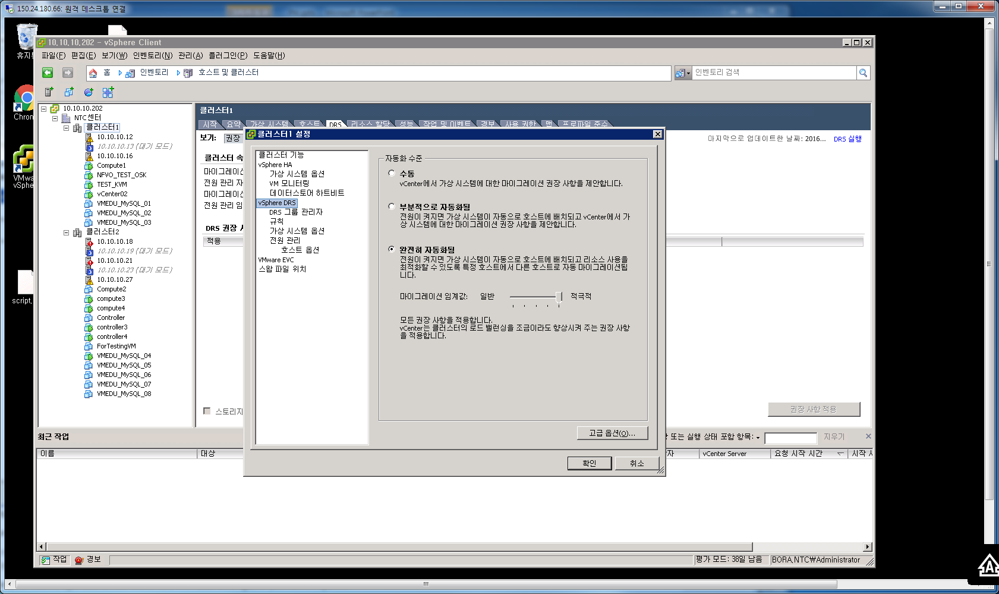 150.24.180.66: 원격 데스크톱 연결
Chron
VMwa
vSphe
script.
10.10.10.202 - vSphere Client
파일(F) 편집(E) 보기(W) 인벤토리(N) 관리(A) 플러그인(P) 도움말(H)
홈 인벤토리 호스트 및 클러스터
인벤토리 검색
10.10.10.202
NTC센터
클러스터1
10.10.10.12
10.10.10.13 (대기 모드)
10.10.10.16
Compute1
NFVO_TEST_OSK
TEST_KVM
vCenter02
VMEDU_MySQL_01
VMEDU_MySQL_02
VMEDU_MySQL_03
클러스터2
10.10.10.18
10.10.10.19 (대기 모드)
10.10.10.21
10.10.10.23 (대기 모드)
10.10.10.27
Compute2
compute3
compute4
Controller
controller3
controller4
ForTestingVM
VMEDU_MySQL_04
VMEDU_MySQL_05
VMEDU_MySQL_06
VMEDU_MySQL_07
VMEDU_MySQL_08
클러스터1
시작 요약 가상 시스템 호스트 DRS 리소스 할당 성능 작업 및 이벤트 경보 사용 권한 맵 프로파일 준수
보기: 권장
마지막으로 업데이트한 날짜: 2016... DRS 실행
클러스터 속
마이그레이션
전원 관리 자
마이그레이션
전원 관리 임
DRS 권장 사
적용
스토리지
권장 사항 적용
클러스터1 설정
클러스터 기능
vSphere HA
가상 시스템 옵션
VM 모니터링
데이터스토어 하트비트
vSphere DRS
DRS 그룹 관리자
규칙
가상 시스템 옵션
전원 관리
호스트 옵션
VMware EVC
스왑 파일 위치
자동화 수준
수동
vCenter에서 가상 시스템에 대한 마이그레이션 권장 사항을 제안합니다.
부분적으로 자동화됨
전원이 켜지면 가상 시스템이 자동으로 호스트에 배치되고 vCenter에서 가
상 시스템에 대한 마이그레이션 권장 사항을 제안합니다.
완전히 자동화됨
전원이 켜지면 가상 시스템이 자동으로 호스트에 배치되고 리소스 사용을
최적화할 수 있도록 특정 호스트에서 다른 호스트로 자동 마이그레이션됩
니다.
마이그레이션 임계값: 일반 적극적
모든 권장 사항을 적용합니다.
vCenter는 클러스터의 로드 밸런싱을 조금이라도 향상시켜 주는 권장 사항
을 적용합니다.
고급 옵션(O)...
확인 취소
최근 작업
또는 실행 상태 포함 항목: 지우기
이름 대상 자 vCenter Server 요청 시작 시간 시작 시
작업 경보
평가 모드: 38일 남음 BORA.NTC₩Administrator
A